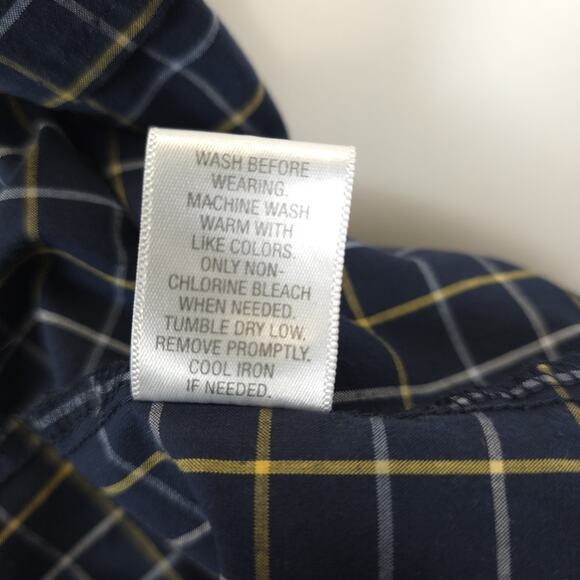 WASH BEFORE
WEARING.
MACHINE WASH
WARM WITH
LIKE COLORS.
ONLY NON-
CHLORINE BLEACH
WHEN NEEDED.
TUMBLE DRY LOW,
REMOVE PROMPTLY.
COOL IRON
IF NEEDED.